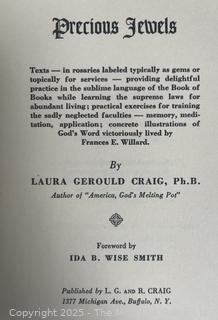 Precious Jewels
Texts — in rosaries labeled typically as gems or
topically for services — providing delightful
practice in the sublime language of the Book of
Books while learning the supreme laws for
abundant living; practical exercises for training
the sadly neglected faculties — memory, medi-
tation, application; concrete illustrations of
God's Word victoriously lived by
Frances E. Willard.
By
LAURA GEROULD CRAIG, Ph.B.
Author of "America, God's Melting Pot"
Foreword by
IDA B. WISE SMITH
Published by L. G. and R. CRAIG
1377 Michigan Ave., Buffalo, N. Y.
Copyright © 2025 - OnlineAuction.com